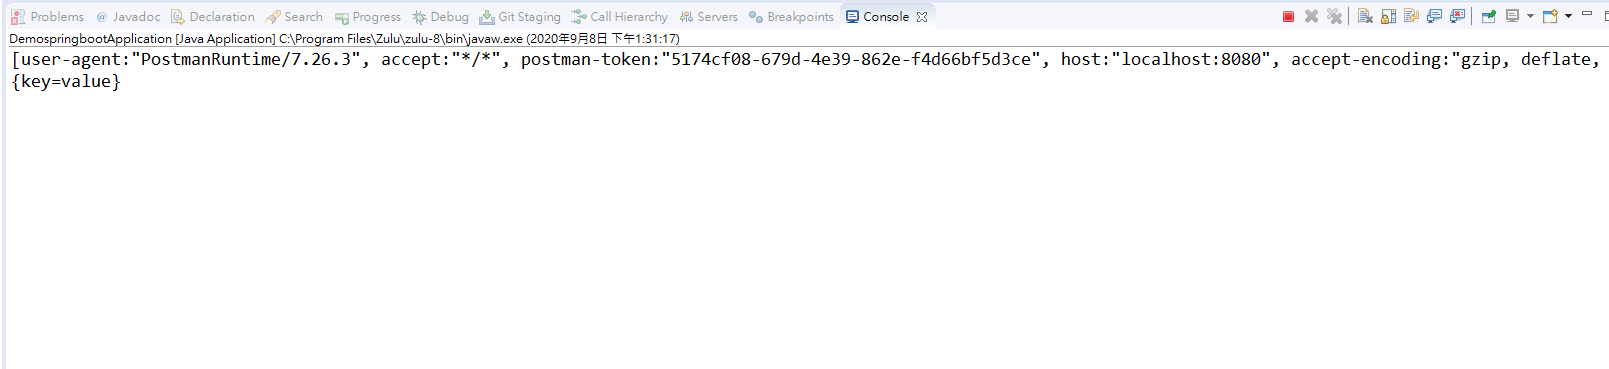 Problems @ Javadoc Declaration Search Progress Debug Git Staging Call Hierarchy Servers Breakpoints Console
DemospringbootApplication [Java Application] C:\Program Files\Zulu\zulu-8\bin\javaw.exe (2020年9月8日 下午1:31:17)
[user-agent:"PostmanRuntime/7.26.3", accept:"*/*", postman-token:"5174cf08-679d-4e39-862e-f4d66bf5d3ce", host:"localhost:8080", accept-encoding:"gzip, deflate,
{key=value}